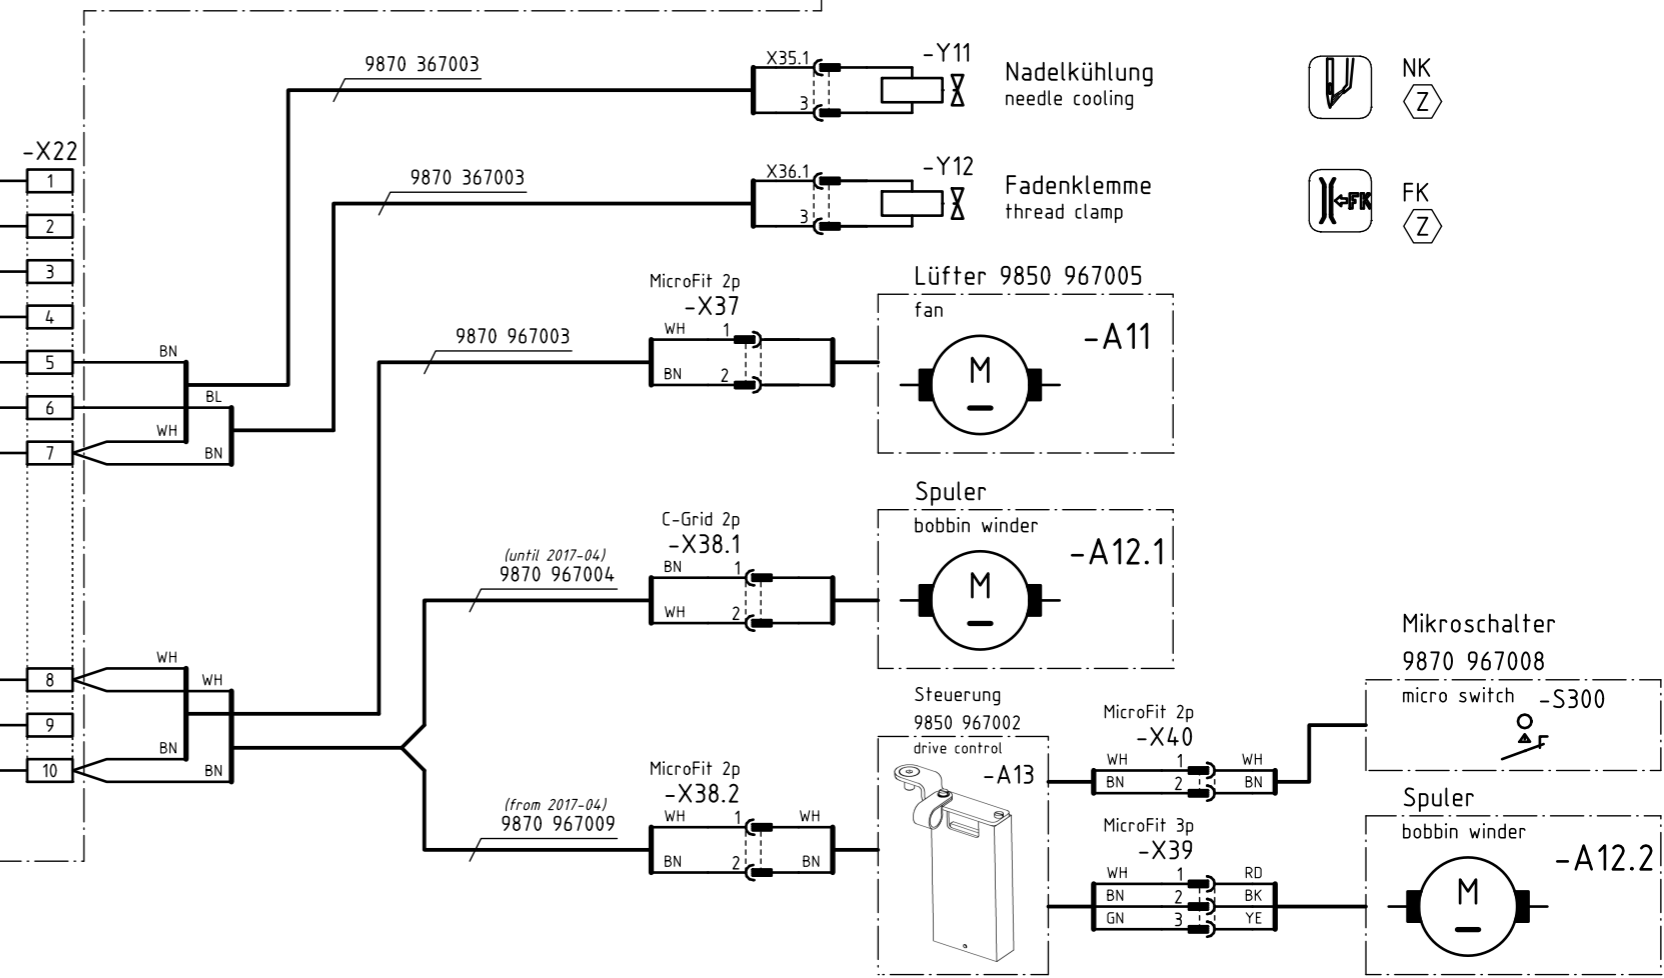 9870 367003
X35.1
3
-Y11
Nadelkühlung
needle cooling
NK
Z
-X22
1
2
3
4
5
6
7
8
9
10
9870 367003
X36.1
3
-Y12
Fadenklemme
thread clamp
FK
FK
Z
BN
BL
WH
BN
9870 967003
MicroFit 2p
-X37
WH 1
BN 2
Lüfter 9850 967005
fan
-A11
M
(until 2017-04)
9870 967004
C-Grid 2p
-X38.1
BN 1
WH 2
Spuler
bobbin winder
-A12.1
M
WH
WH
BN
BN
(from 2017-04)
9870 967009
MicroFit 2p
-X38.2
WH 1 WH
BN 2 BN
Steuerung
9850 967002
drive control
-A13
MicroFit 2p
-X40
WH 1 WH
BN 2 BN
Mikroschalter
9870 967008
micro switch -S300
F
MicroFit 3p
-X39
WH 1 RD
BN 2 BK
GN 3 YE
Spuler
bobbin winder
-A12.2
M